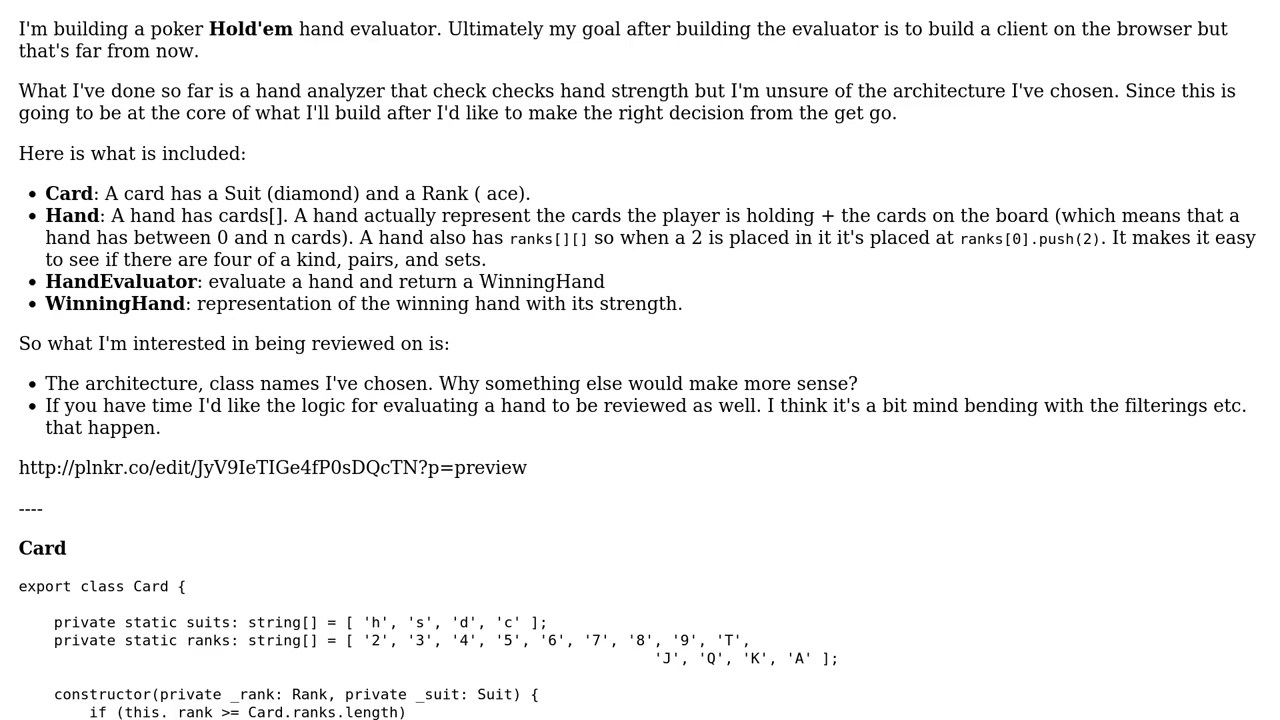 I'm building a poker Hold'em hand evaluator. Ultimately my goal after building the evaluator is to build a client on the browser but
that's far from now.
What I've done so far is a hand analyzer that check checks hand strength but I'm unsure of the architecture I've chosen. Since this is
going to be at the core of what I'll build after I'd like to make the right decision from the get go.
Here is what is included:
• Card: A card has a Suit (diamond) and a Rank ( ace).
• Hand: A hand has cards[]. A hand actually represent the cards the player is holding + the cards on the board (which means that a
hand has between 0 and n cards). A hand also has ranks[][] so when a 2 is placed in it it's placed at ranks[0].push(2). It makes it easy
to see if there are four of a kind, pairs, and sets.
• HandEvaluator: evaluate a hand and return a WinningHand
• WinningHand: representation of the winning hand with its strength.
So what I'm interested in being reviewed on is:
• The architecture, class names I've chosen. Why something else would make more sense?
• If you have time I'd like the logic for evaluating a hand to be reviewed as well. I think it's a bit mind bending with the filterings etc.
that happen.
http://plnkr.co/edit/JyV9IeTIGe4fP0sDQcTN?p=preview
----
Card
export class Card {
    private static suits: string[] = [ 'h', 's', 'd', 'c' ];
    private static ranks: string[] = [ '2', '3', '4', '5', '6', '7', '8', '9', 'T',
                                                                        'J', 'Q', 'K', 'A' ];
    constructor(private _rank: Rank, private _suit: Suit) {
        if (this._rank >= Card.ranks.length)